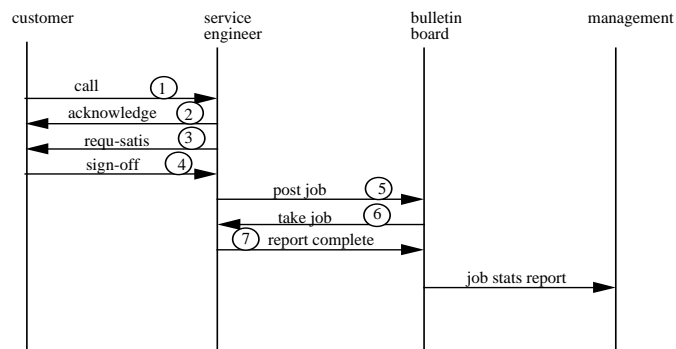 customer
service
engineer
bulletin
board
management
call 1
acknowledge 2
requ-satis 3
sign-off 4
post job 5
take job 6
7 report complete
job stats report